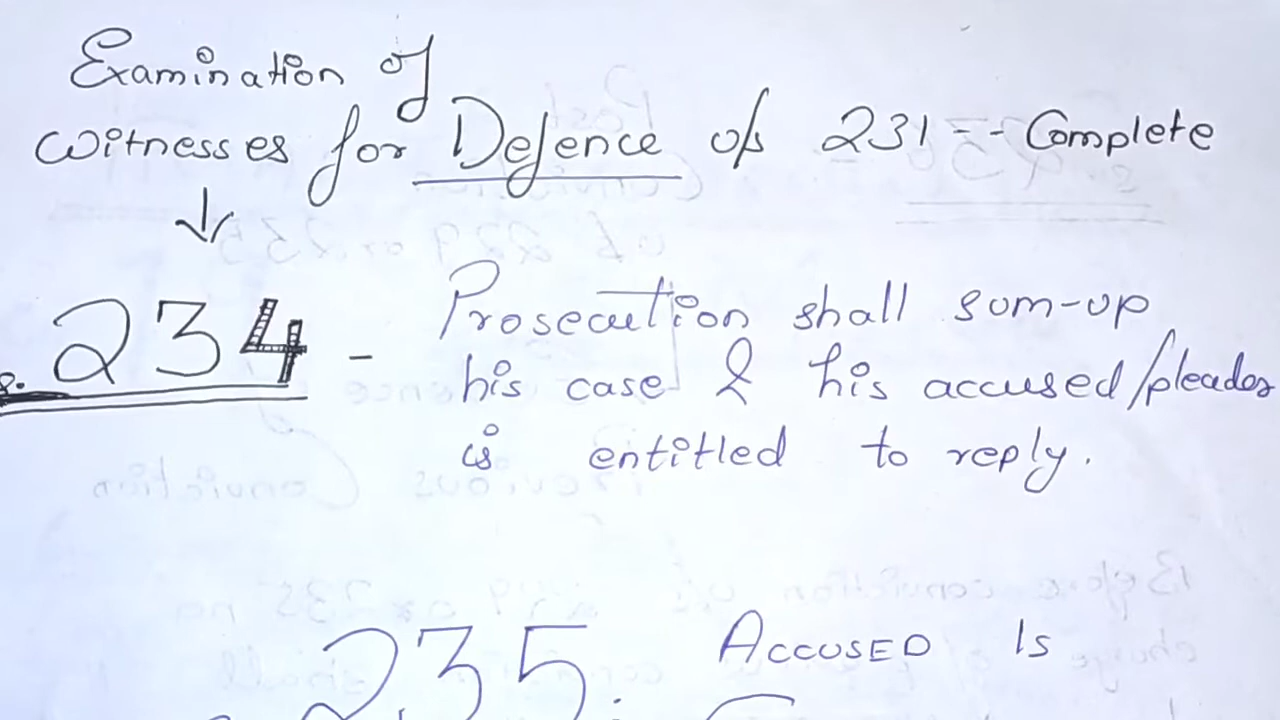 Examination of
witnesses for Defence o/s 231 -- Complete
s. 234 - Prosecution shall sum-up
his case & his accused/pleader
is entitled to reply.
235. ACCUSED IS